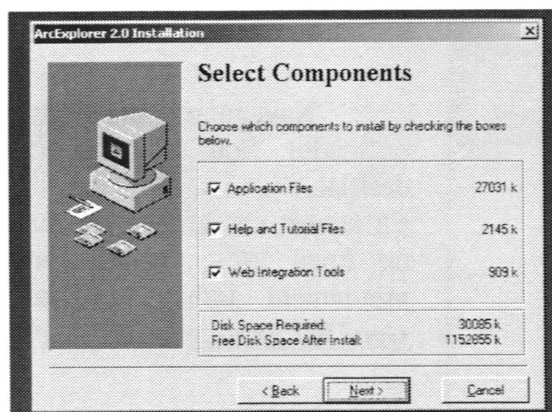 ArcExplorer 2.0 Installation
Select Components
Choose which components to install by checking the boxes
below.
Application Files 27031 k
Help and Tutorial Files 2145 k
Web Integration Tools 909 k
Disk Space Required: 30085 k
Free Disk Space After Install: 1152855 k
< Back Next > Cancel